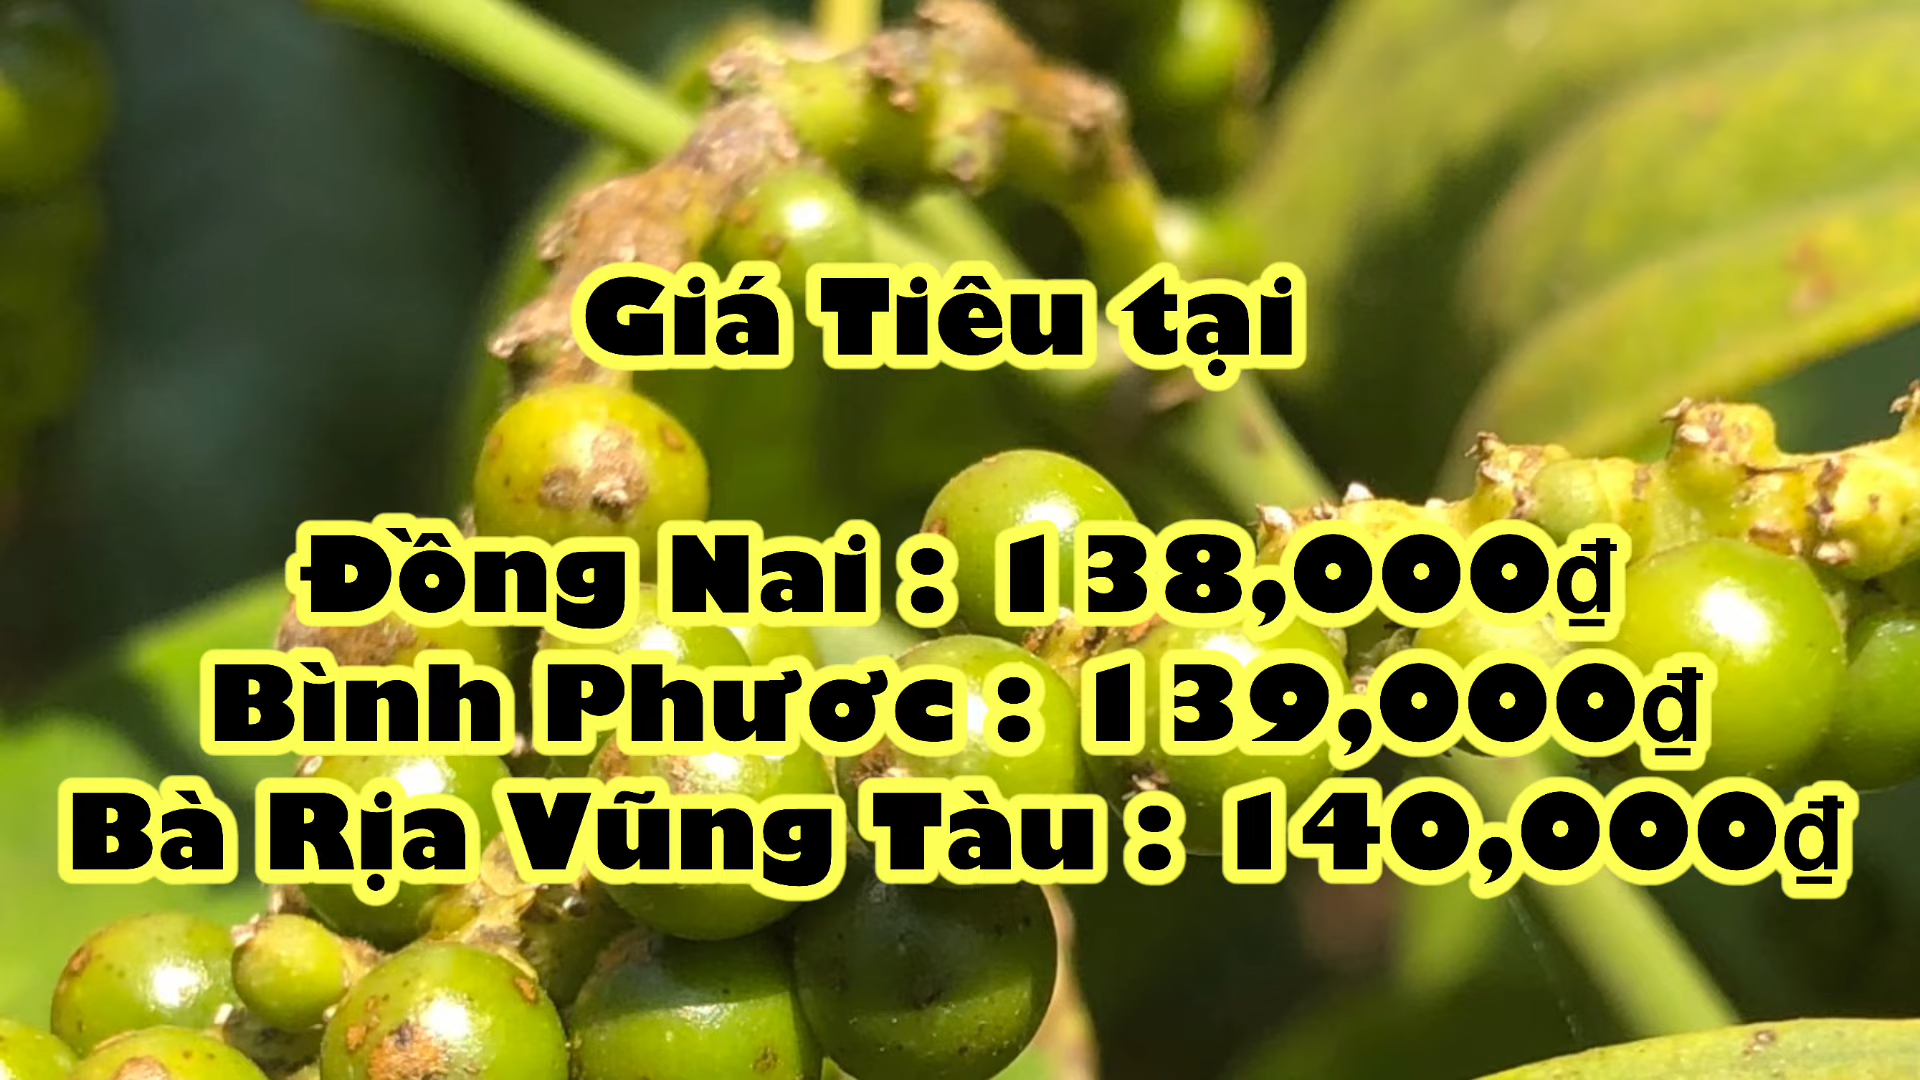 Giá Tiêu tại
Đồng Nai : 138,000₫
Bình Phươc : 139,000₫
Bà Rịa Vũng Tàu : 140,000₫